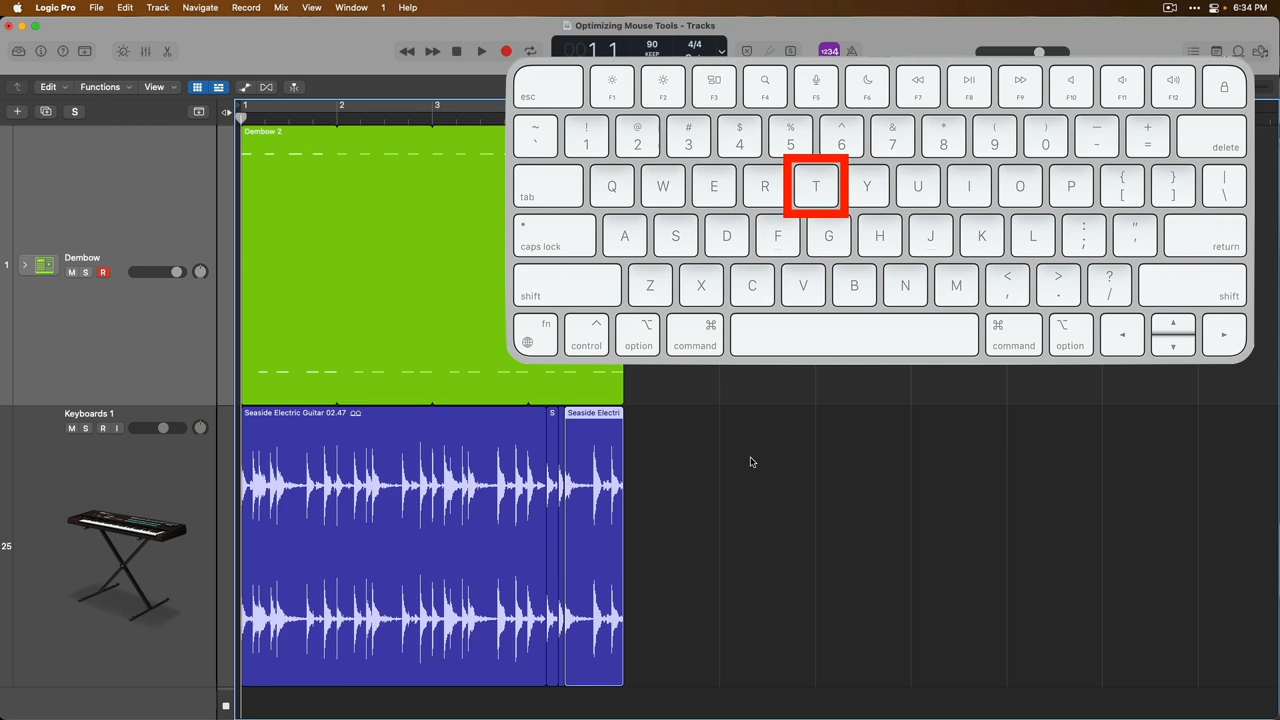 Logic Pro File Edit Track Navigate Record Mix View Window 1 Help 6:34 PM
Optimizing Mouse Tools - Tracks
001 1 90 KEEP 4/4 1234
Edit Functions View
S
1 2 3
Dembow 2
1 Dembow
M S R
Keyboards 1
M S R I
25
Seaside Electric Guitar 02.47 S Seaside Electri
esc F1 F2 F3 F4 F5 F6 F7 F8 F9 F10 F11 F12
~ ! @ # $ % ^ & * ( ) — +
` 1 2 3 4 5 6 7 8 9 0 - = delete
tab Q W E R T Y U I O P { [ } ] | \
caps lock A S D F G H J K L : ; " ' return
shift Z X C V B N M < , > . ? / shift
fn control option command command option